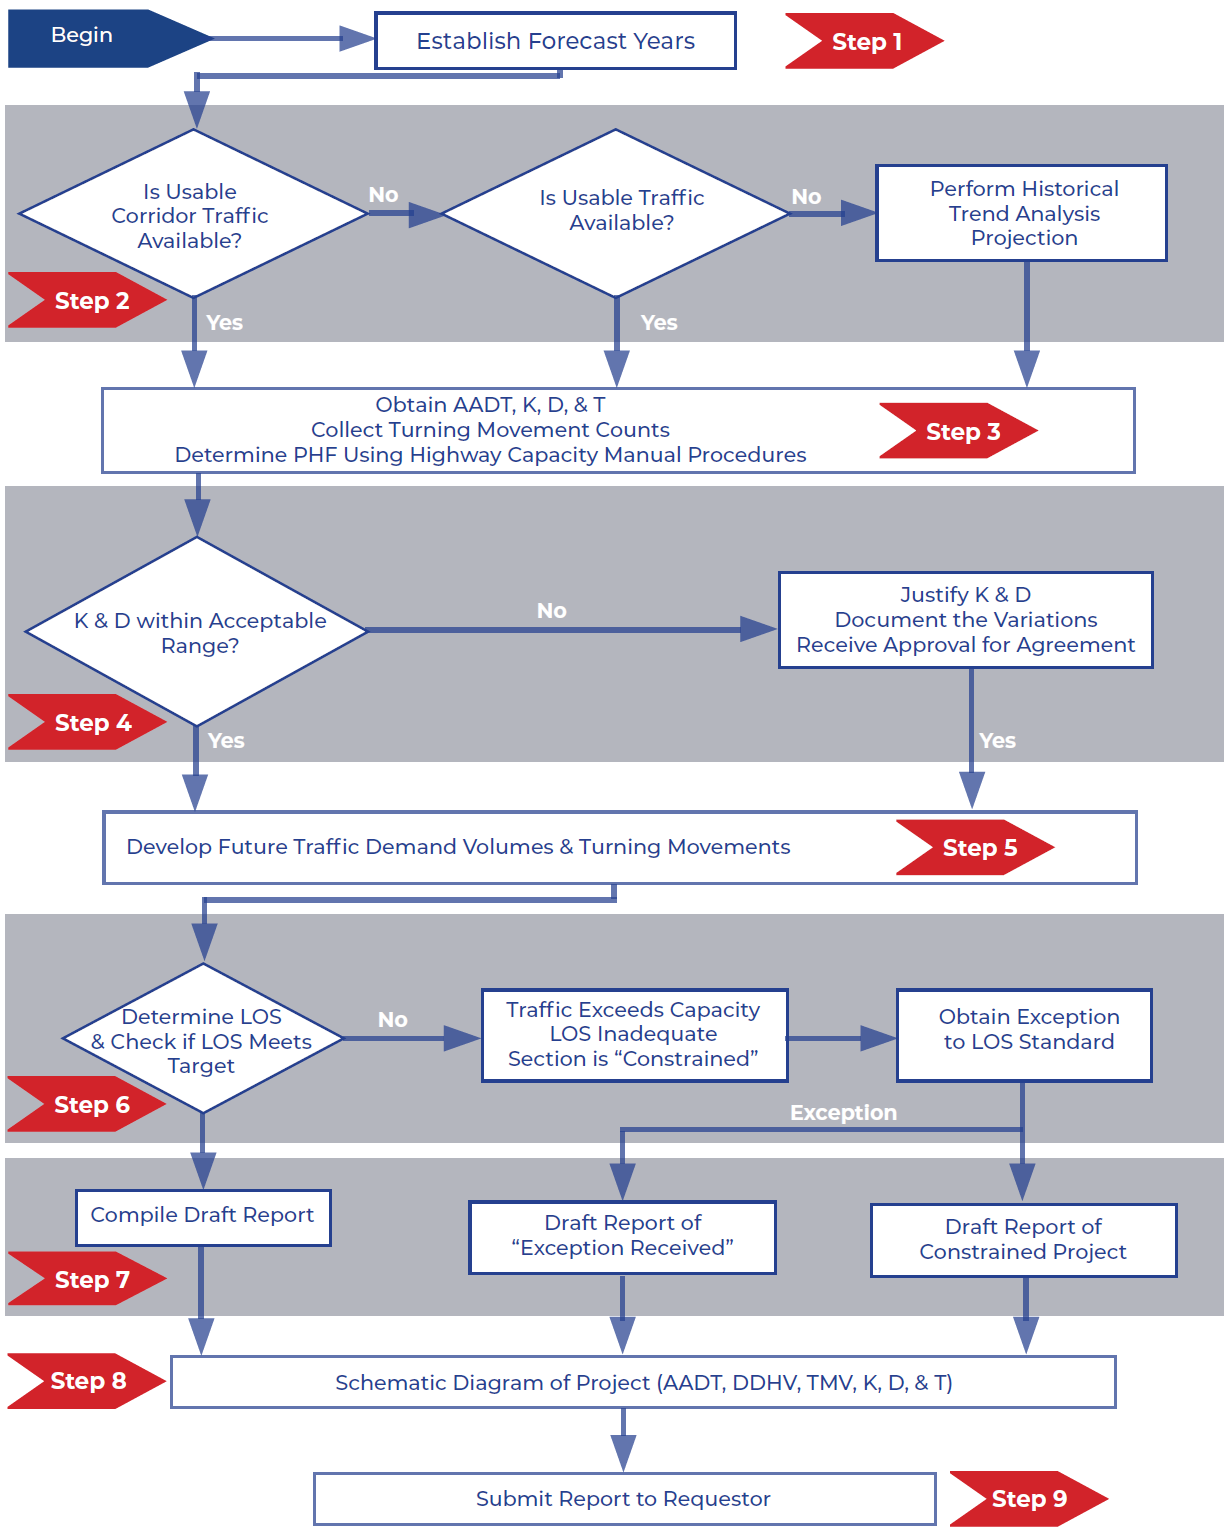 Begin
Establish Forecast Years
Step 1
Is Usable
Corridor Traffic
Available?
No
Is Usable Traffic
Available?
No
Perform Historical
Trend Analysis
Projection
Step 2
Yes
Yes
Obtain AADT, K, D, & T
Collect Turning Movement Counts
Determine PHF Using Highway Capacity Manual Procedures
Step 3
K & D within Acceptable
Range?
No
Justify K & D
Document the Variations
Receive Approval for Agreement
Step 4
Yes
Yes
Develop Future Traffic Demand Volumes & Turning Movements
Step 5
Determine LOS
& Check if LOS Meets
Target
No
Traffic Exceeds Capacity
LOS Inadequate
Section is “Constrained”
Obtain Exception
to LOS Standard
Step 6
Exception
Compile Draft Report
Draft Report of
“Exception Received”
Draft Report of
Constrained Project
Step 7
Step 8
Schematic Diagram of Project (AADT, DDHV, TMV, K, D, & T)
Submit Report to Requestor
Step 9